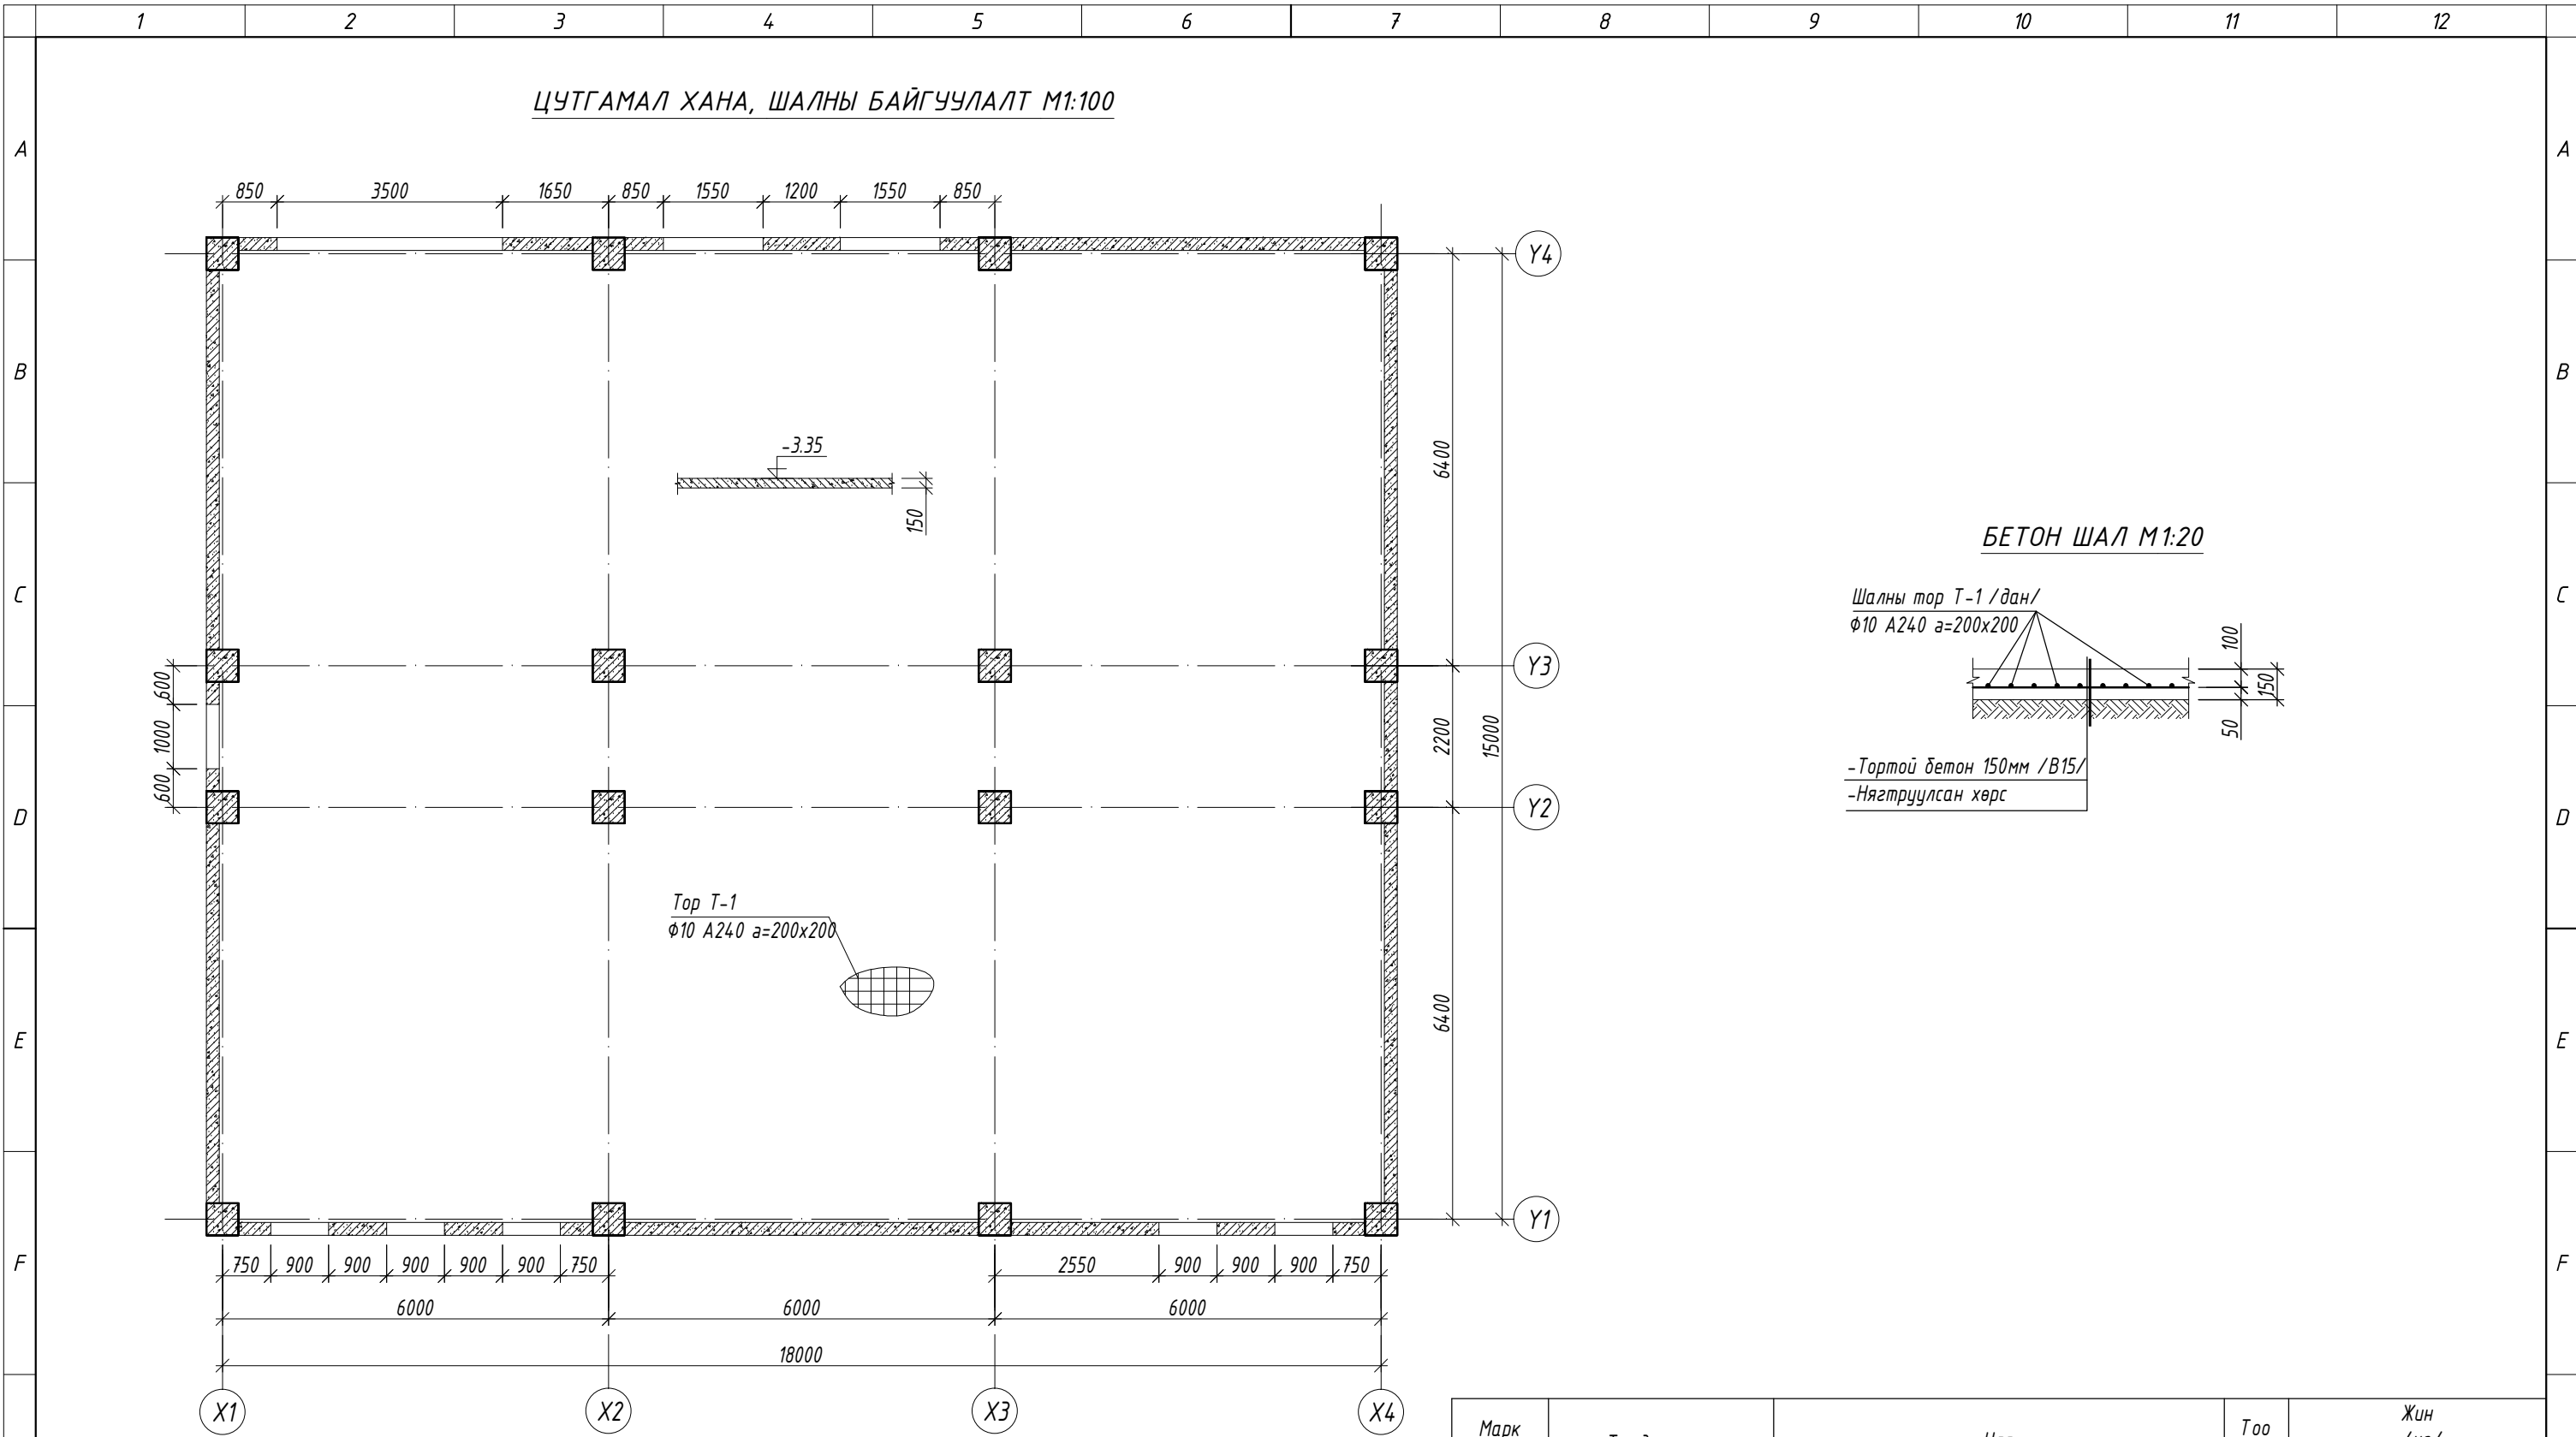 1 2 3 4 5 6 7 8 9 10 11 12
ЦУТГАМАЛ ХАНА, ШАЛНЫ БАЙГУУЛАЛТ М1:100
A A
850 3500 1650 850 1550 1200 1550 850
Y4
B B
-3.35
6400
150
БЕТОН ШАЛ М1:20
C C
Шалны тор Т-1 /дан/
ф10 А240 a=200x200
100
150
50
Y3
600
1000
600
2200
15000
-Тортой бетон 150мм /В15/
-Нягтруулсан хөрс
D D
Y2
Тор Т-1
ф10 А240 a=200x200
6400
E E
Y1
F F
750 900 900 900 900 900 750 2550 900 900 900 750
6000 6000 6000
18000
X1 X2 X3 X4
Марк
Тоо
Жин